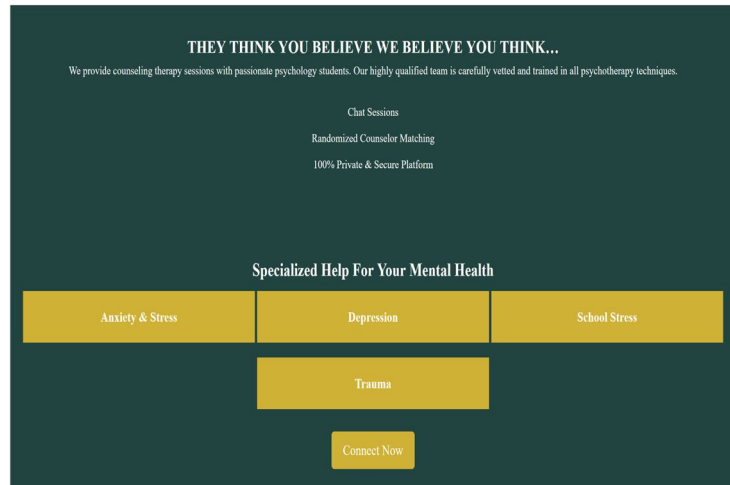 THEY THINK YOU BELIEVE WE BELIEVE YOU THINK...
We provide counseling therapy sessions with passionate psychology students. Our highly qualified team is carefully vetted and trained in all psychotherapy techniques.
Chat Sessions
Randomized Counselor Matching
100% Private & Secure Platform
Specialized Help For Your Mental Health
Anxiety & Stress
Depression
School Stress
Trauma
Connect Now